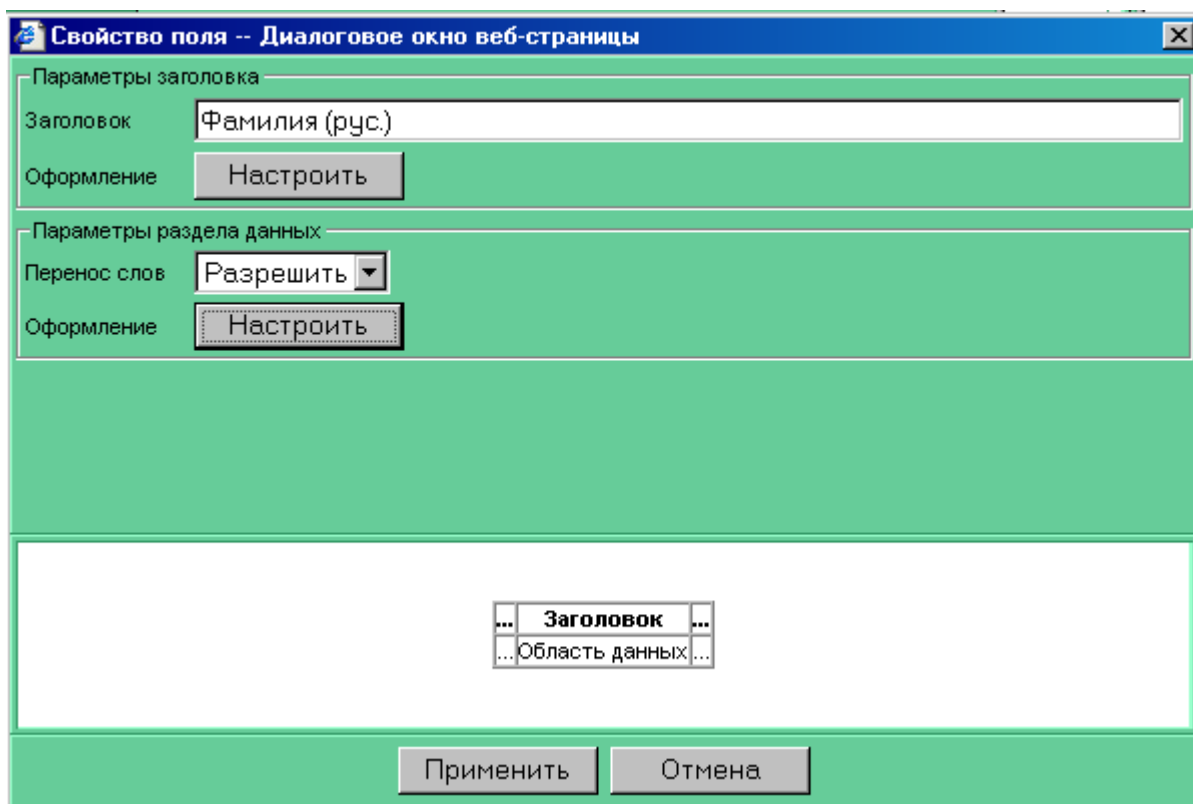 Свойство поля -- Диалоговое окно веб-страницы
Параметры заголовка
Заголовок Фамилия (рус.)
Оформление Настроить
Параметры раздела данных
Перенос слов Разрешить
Оформление Настроить
... Заголовок ...
... Область данных ...
Применить Отмена